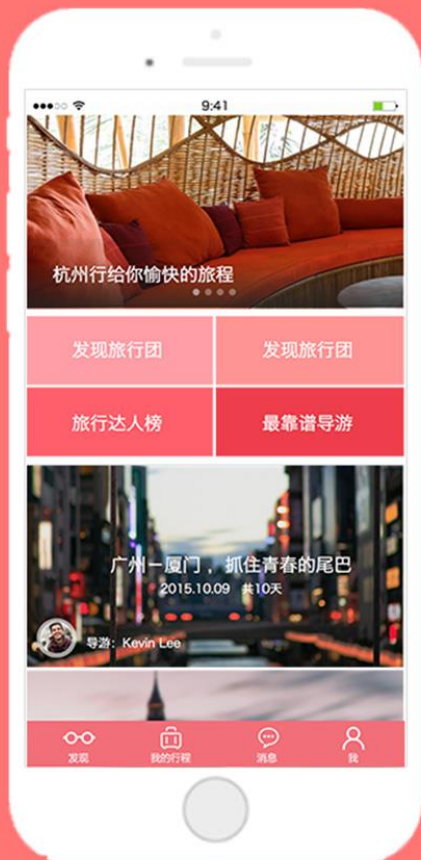 9:41
杭州行给你愉快的旅程
发现旅行团 发现旅行团
旅行达人榜 最靠谱导游
广州－厦门，抓住青春的尾巴
2015.10.09 共10天
导游：Kevin Lee
发现 我的行程 消息 我